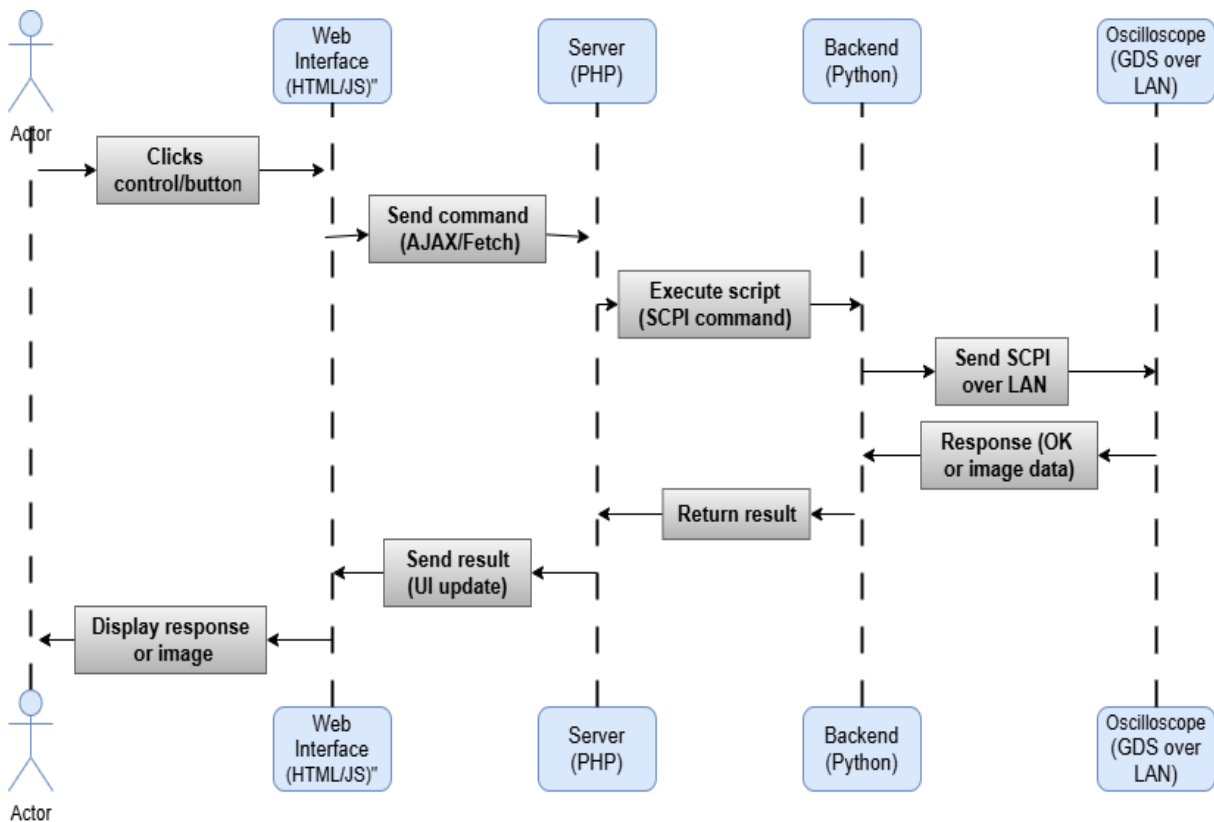 Web
Interface
(HTML/JS)"
Server
(PHP)
Backend
(Python)
Oscilloscope
(GDS over
LAN)
Actor
Clicks
control/button
Send command
(AJAX/Fetch)
Execute script
(SCPI command)
Send SCPI
over LAN
Response (OK
or image data)
Return result
Send result
(UI update)
Display response
or image
Web
Interface
(HTML/JS)"
Server
(PHP)
Backend
(Python)
Oscilloscope
(GDS over
LAN)
Actor